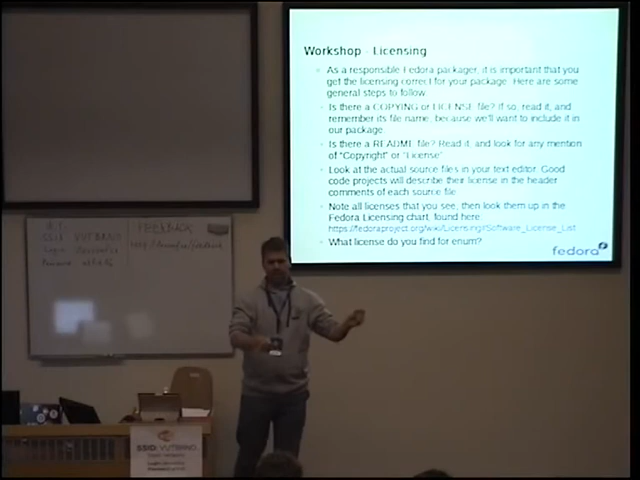 Workshop - Licensing
As a responsible Fedora packager, it is important that you
get the licensing correct for your package. Here are some
general steps to follow
Is there a COPYING or LICENSE file? If so, read it, and
remember its file name, because we'll want to include it in
our package.
Is there a README file? Read it, and look for any mention
of "Copyright" or "License"
Look at the actual source files in your text editor. Good
code projects will describe their license in the header
comments of each source file.
Note all licenses that you see, then look them up in the
Fedora Licensing chart, found here:
https://fedoraproject.org/wiki/Licensing#Software_License_List
What license do you find for enum?
fedora
SSID VUTBRNO
FEEDBACK
SSID: VUTBRNO